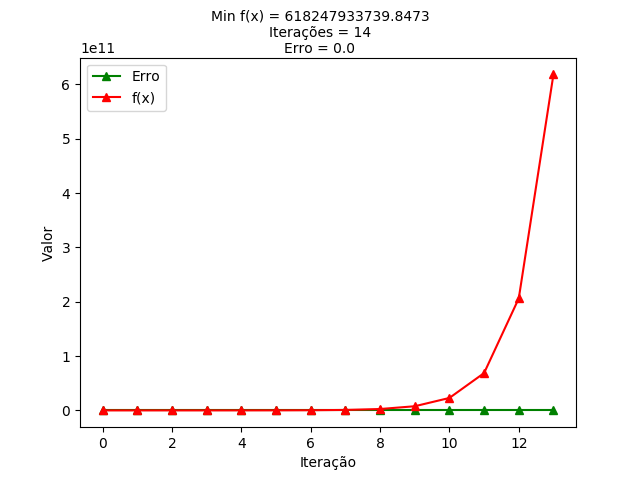 Min f(x) = 618247933739.8473
Iterações = 14
Erro = 0.0
1e11
Erro
f(x)
6
5
4
3
2
1
0
Valor
0 2 4 6 8 10 12
Iteração